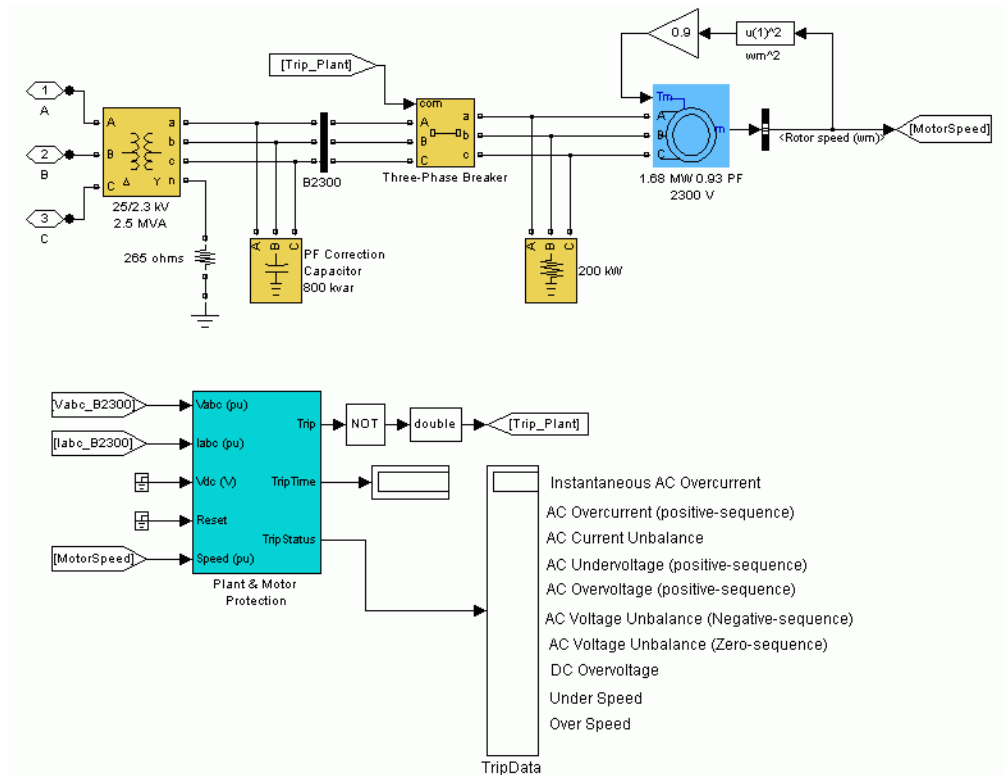 0.9
u(1)^2
wm^2
[Trip_Plant]
1
A
2
B
3
C
A
B
C
a
b
c
n
Δ
Y
25/2.3 kV
2.5 MVA
265 ohms
A
B
C
PF Correction
Capacitor
800 kvar
B2300
com
A
B
C
a
b
c
Three-Phase Breaker
A
B
C
200 kW
Tm
A
B
C
m
1.68 MW 0.93 PF
2300 V
<Rotor speed (wm)>
[MotorSpeed]
[Vabc_B2300]
[Iabc_B2300]
[MotorSpeed]
Vabc (pu)
Iabc (pu)
Vdc (V)
Reset
Speed (pu)
Trip
TripTime
TripStatus
Plant & Motor
Protection
NOT
double
[Trip_Plant]
Instantaneous AC Overcurrent
AC Overcurrent (positive-sequence)
AC Current Unbalance
AC Undervoltage (positive-sequence)
AC Overvoltage (positive-sequence)
AC Voltage Unbalance (Negative-sequence)
AC Voltage Unbalance (Zero-sequence)
DC Overvoltage
Under Speed
Over Speed
TripData